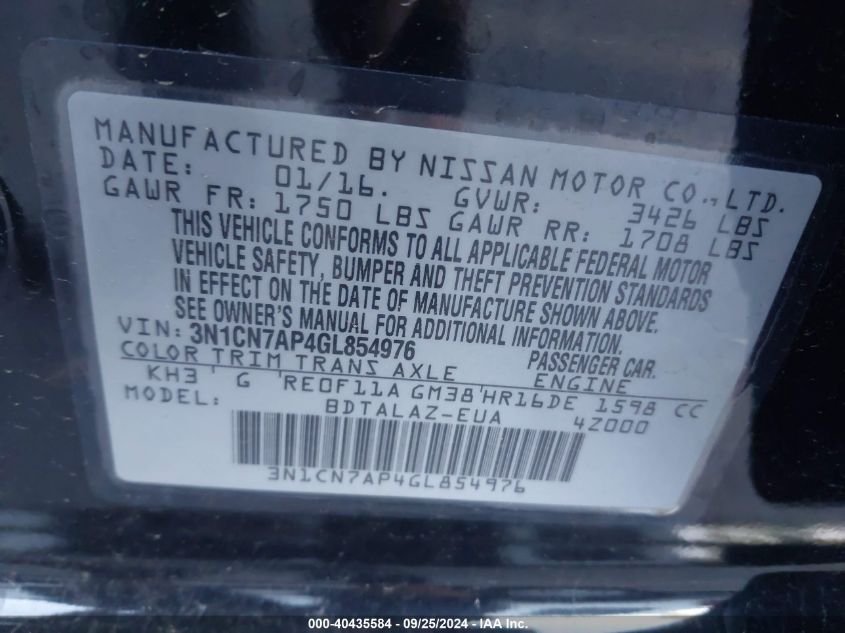 MANUFACTURED BY NISSAN MOTOR CO., LTD.
DATE: 01/16. GVWR: 3426 LBS
GAWR FR: 1750 LBS GAWR RR: 1708 LBS
THIS VEHICLE CONFORMS TO ALL APPLICABLE FEDERAL MOTOR
VEHICLE SAFETY, BUMPER AND THEFT PREVENTION STANDARDS
IN EFFECT ON THE DATE OF MANUFACTURE SHOWN ABOVE.
SEE OWNER'S MANUAL FOR ADDITIONAL INFORMATION.
VIN: 3N1CN7AP4GL854976 PASSENGER CAR.
COLOR TRIM TRANS AXLE ENGINE
KH3 G RE0F11A GM38 HR16DE 1598 CC
MODEL: BDTALAZ-EUA 4Z000
3N1CN7AP4GL854976
000-40435584 - 09/25/2024 - IAA Inc.